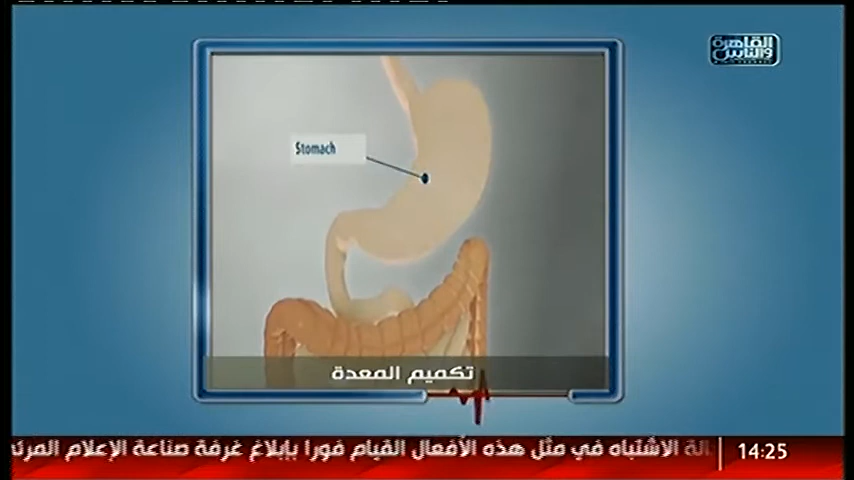 القاهرة
والناس
Stomach
تكميم المعدة
الاشتباه في مثل هذه الأفعال القيام فورا بإبلاغ غرفة صناعة الإعلام
14:25